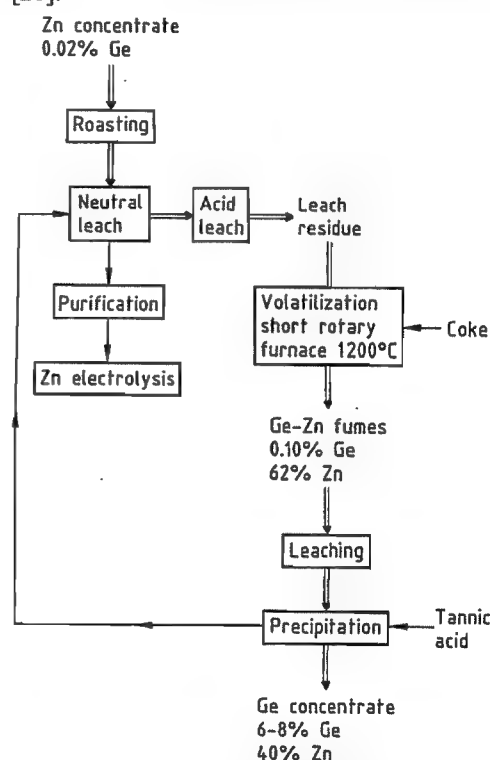 Zn concentrate
0.02% Ge
Roasting
Neutral
leach
Acid
leach
Leach
residue
Purification
Volatilization
short rotary
furnace 1200°C
Coke
Zn electrolysis
Ge-Zn fumes
0.10% Ge
62% Zn
Leaching
Precipitation
Tannic
acid
Ge concentrate
6-8% Ge
40% Zn